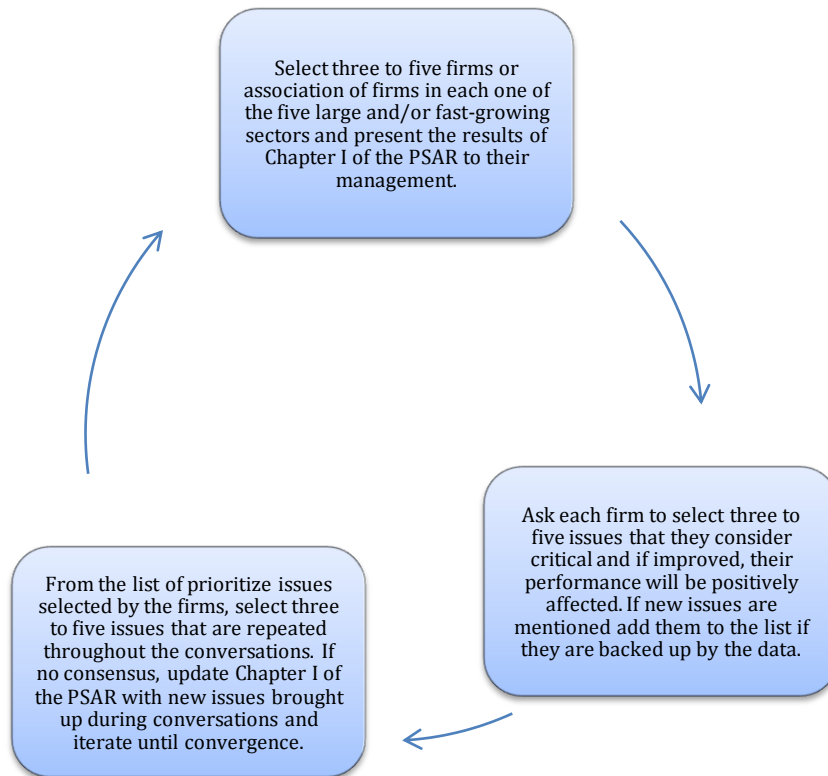 Select three to five firms or
association of firms in each one of
the five large and/or fast-growing
sectors and present the results of
Chapter I of the PSAR to their
management.
Ask each firm to select three to
five issues that they consider
critical and if improved, their
performance will be positively
affected. If new issues are
mentioned add them to the list if
they are backed up by the data.
From the list of prioritize issues
selected by the firms, select three
to five issues that are repeated
throughout the conversations. If
no consensus, update Chapter I of
the PSAR with new issues brought
up during conversations and
iterate until convergence.